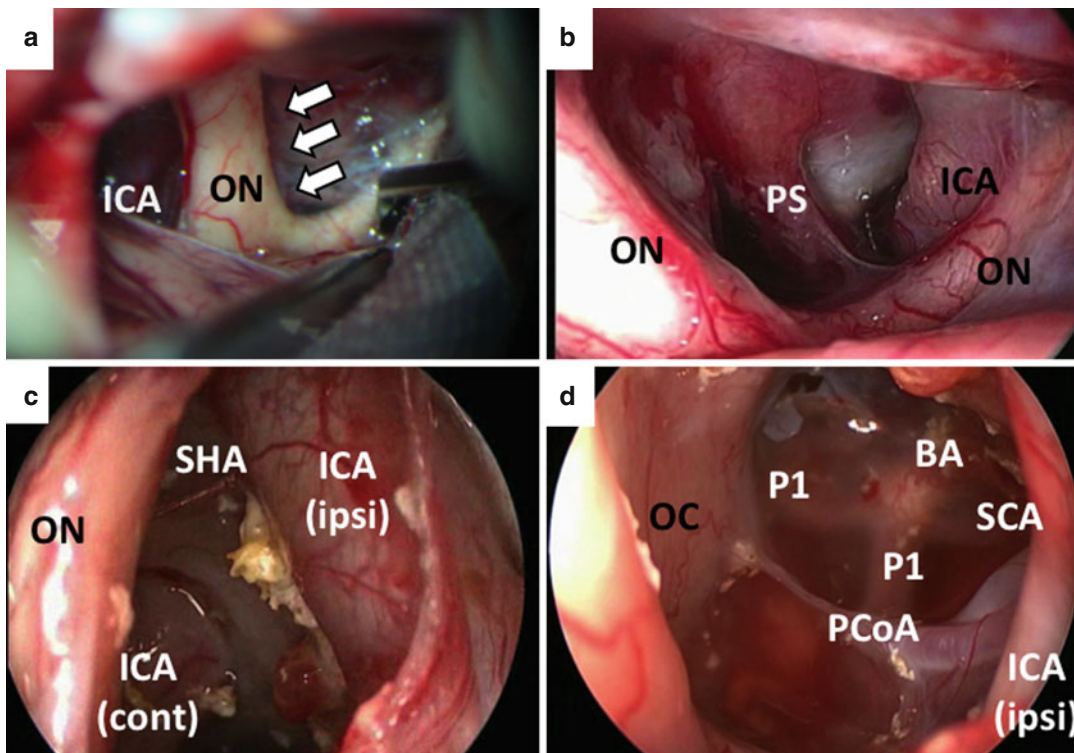 a
ICA
ON
b
PS
ICA
ON
ON
c
SHA
ICA
(ipsi)
ON
ICA
(cont)
d
BA
P1
SCA
OC
P1
PCoA
ICA
(ipsi)